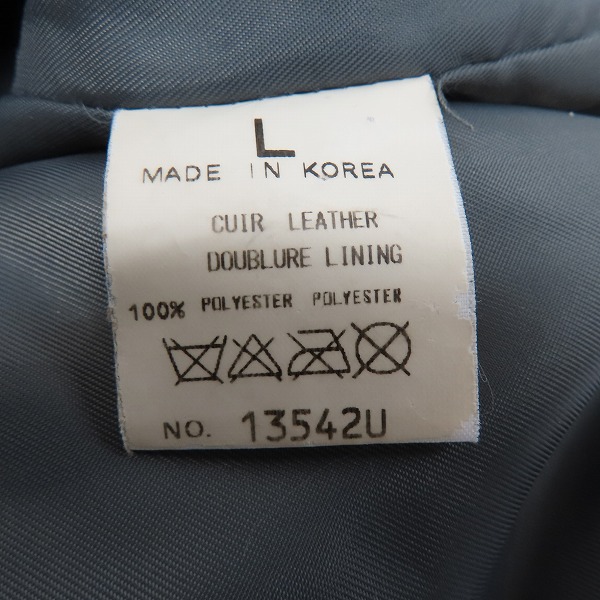 L
MADE IN KOREA
CUIR LEATHER
DOUBLURE LINING
100% POLYESTER POLYESTER
NO. 13542U